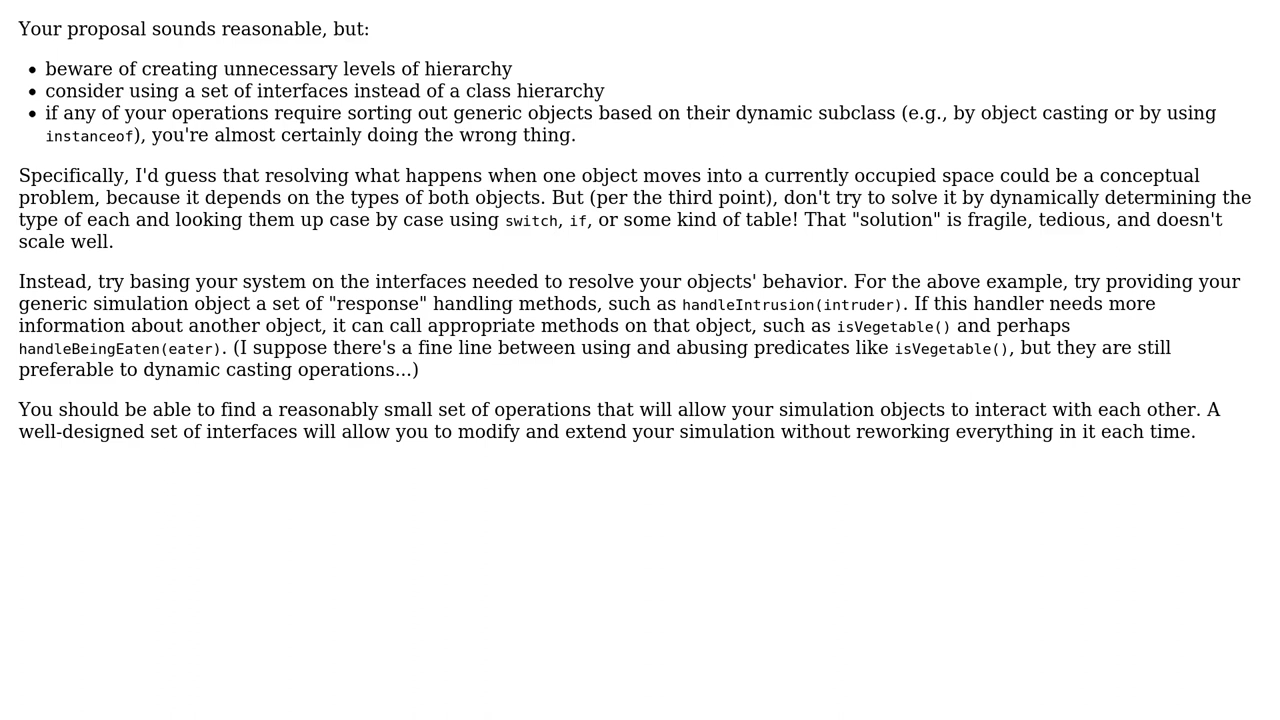 Your proposal sounds reasonable, but:
• beware of creating unnecessary levels of hierarchy
• consider using a set of interfaces instead of a class hierarchy
• if any of your operations require sorting out generic objects based on their dynamic subclass (e.g., by object casting or by using
instanceof), you're almost certainly doing the wrong thing.
Specifically, I'd guess that resolving what happens when one object moves into a currently occupied space could be a conceptual
problem, because it depends on the types of both objects. But (per the third point), don't try to solve it by dynamically determining the
type of each and looking them up case by case using switch, if, or some kind of table! That "solution" is fragile, tedious, and doesn't
scale well.
Instead, try basing your system on the interfaces needed to resolve your objects' behavior. For the above example, try providing your
generic simulation object a set of "response" handling methods, such as handleIntrusion(intruder). If this handler needs more
information about another object, it can call appropriate methods on that object, such as isVegetable() and perhaps
handleBeingEaten(eater). (I suppose there's a fine line between using and abusing predicates like isVegetable(), but they are still
preferable to dynamic casting operations...)
You should be able to find a reasonably small set of operations that will allow your simulation objects to interact with each other. A
well-designed set of interfaces will allow you to modify and extend your simulation without reworking everything in it each time.